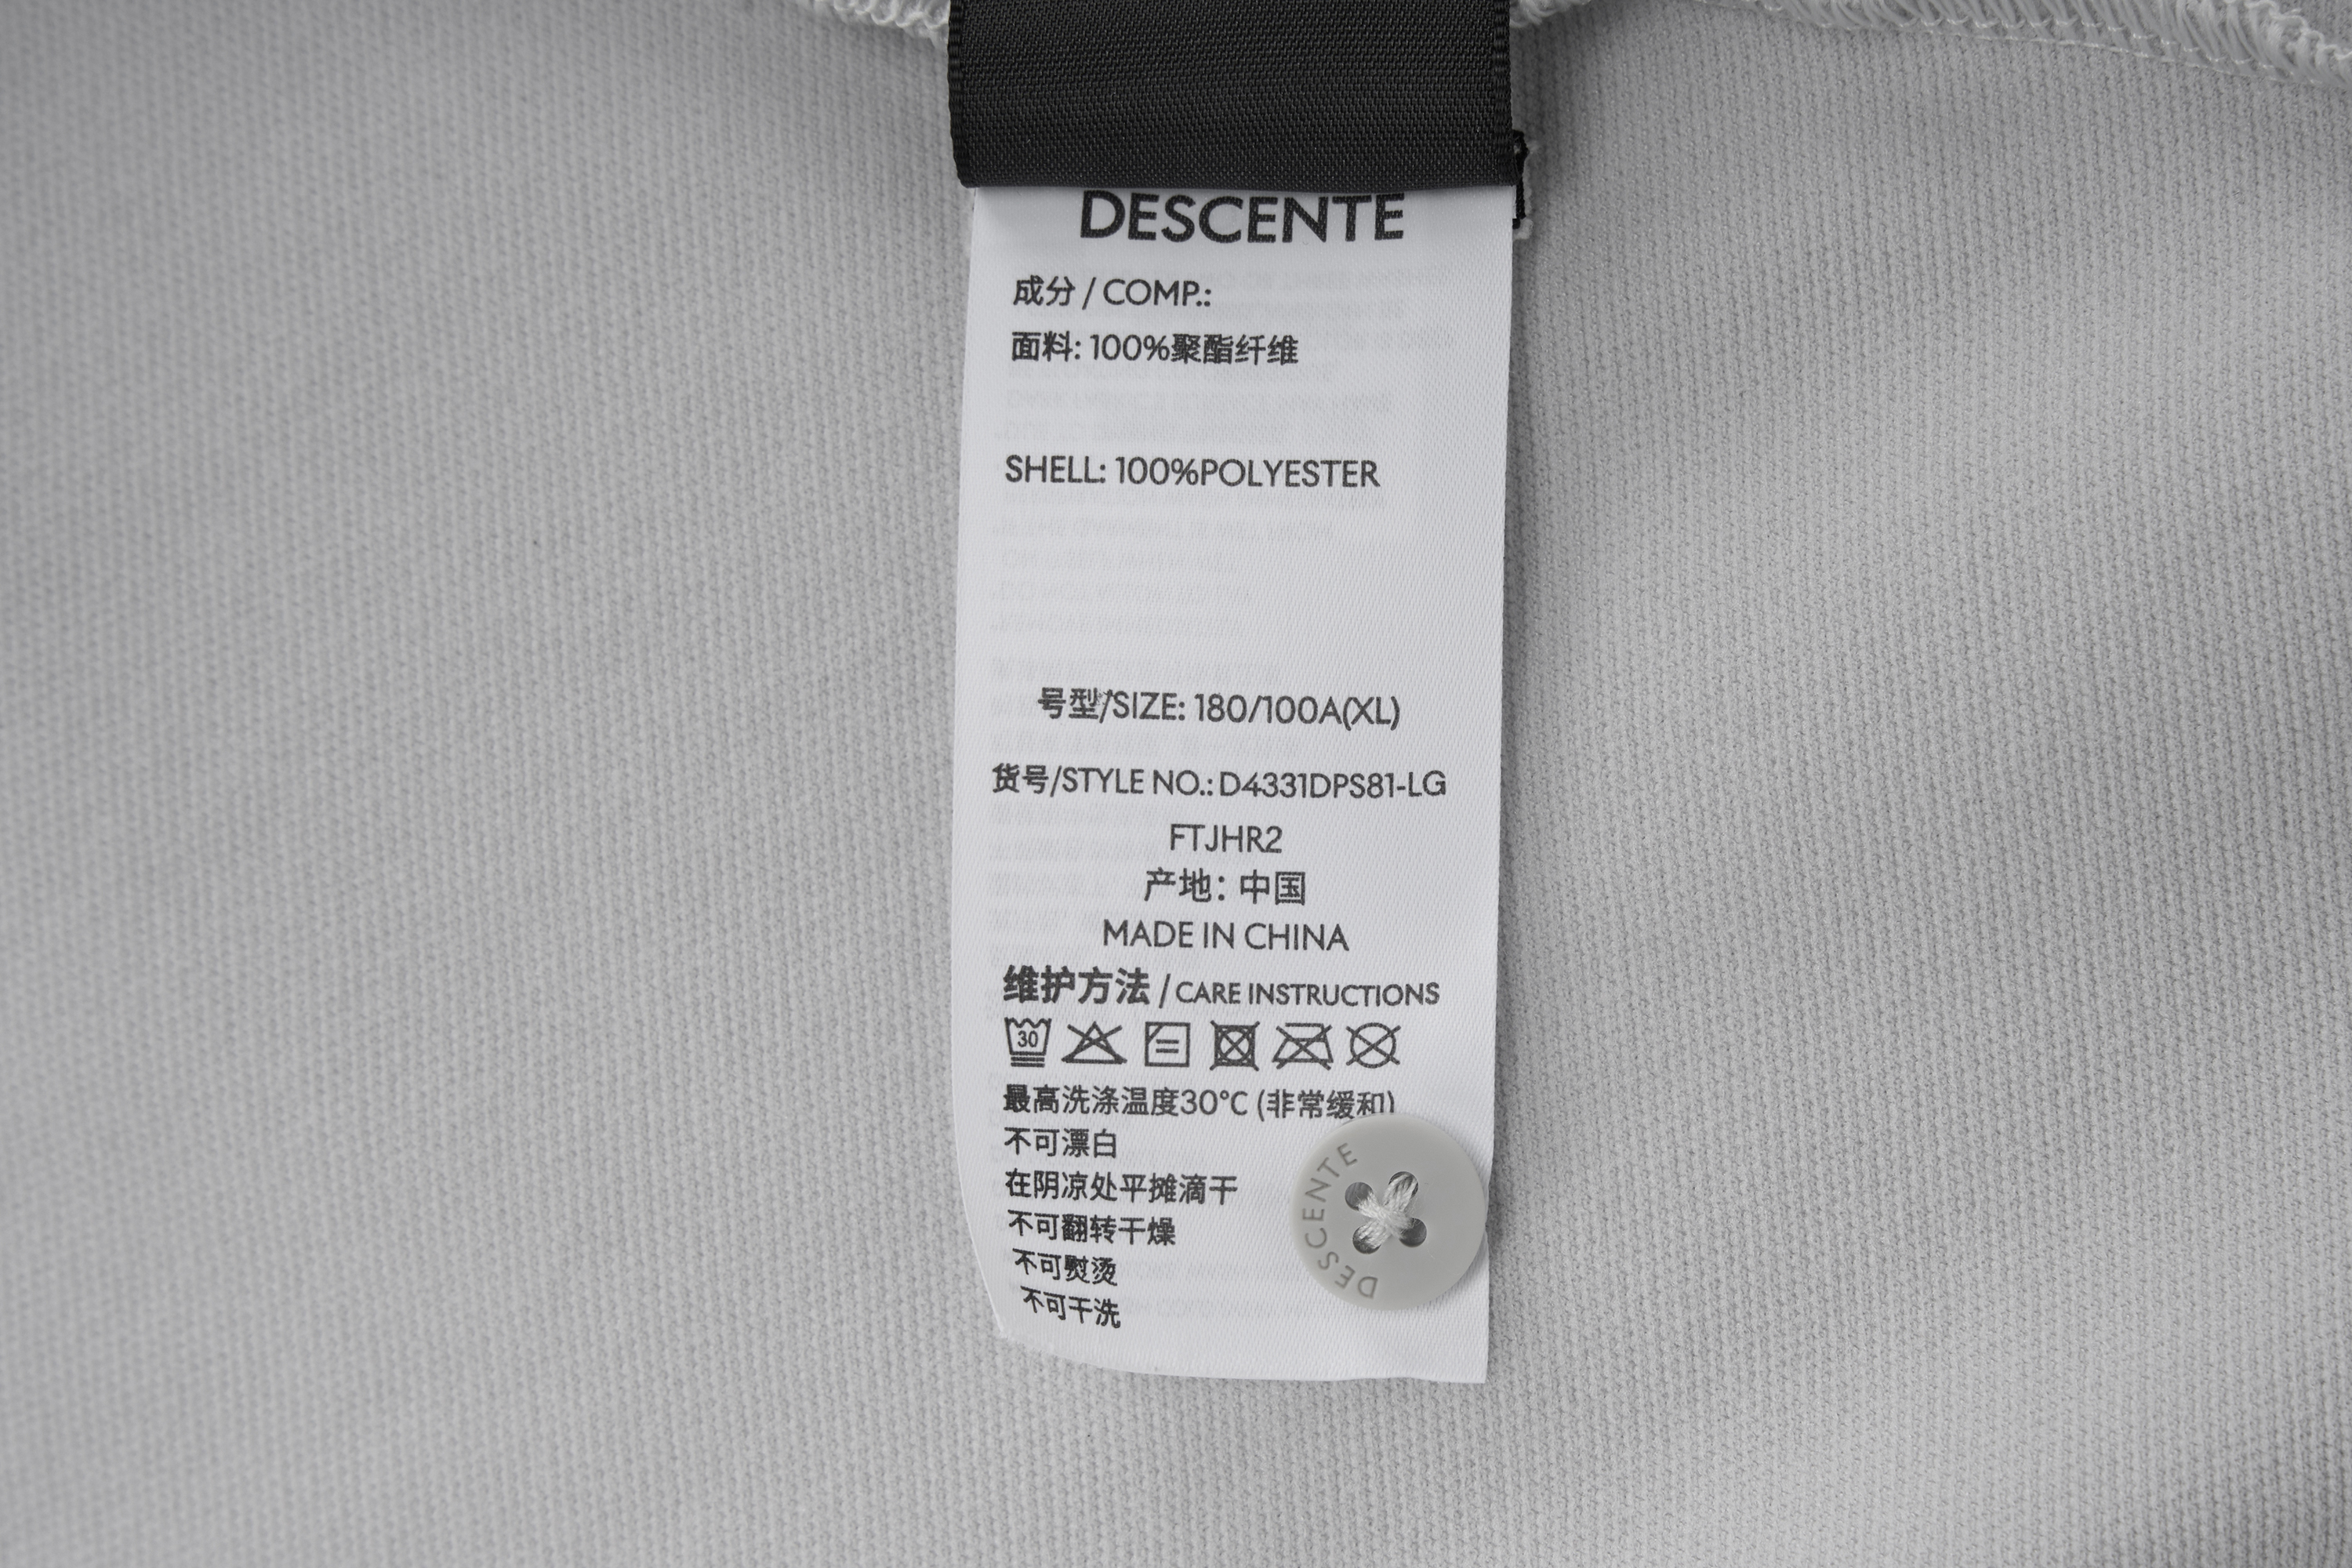 DESCENTE
成分 / COMP.:
面料: 100%聚酯纤维
SHELL: 100%POLYESTER
号型/SIZE: 180/100A(XL)
货号/STYLE NO.: D4331DPS81-LG
FTJHR2
产地: 中国
MADE IN CHINA
维护方法 / CARE INSTRUCTIONS
30
最高洗涤温度30°C (非常缓和)
不可漂白
在阴凉处平摊滴干
不可翻转干燥
不可熨烫
不可干洗
DESCENTE